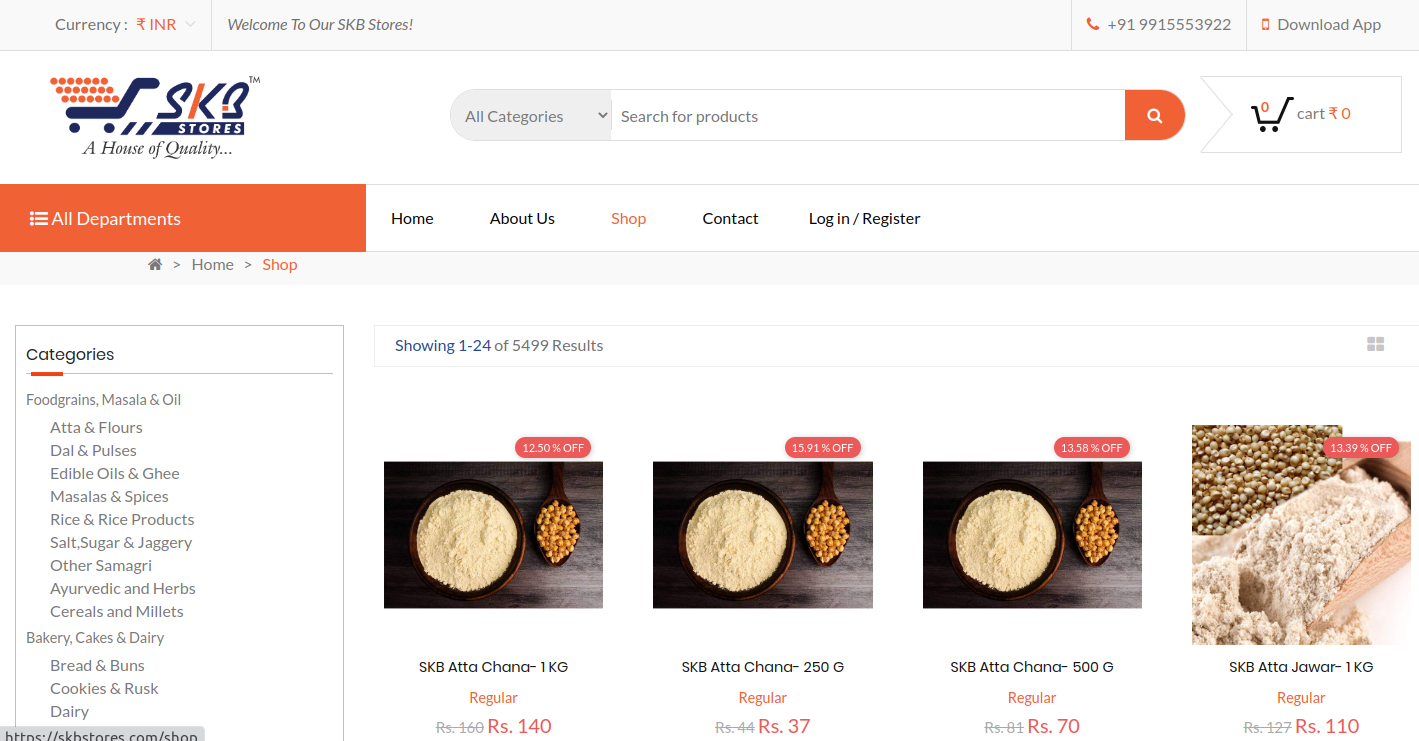 Currency : ₹ INR
Welcome To Our SKB Stores!
+91 9915553922
Download App
SKB TM
STORES
A House of Quality...
All Categories
Search for products
0
cart ₹ 0
All Departments
Home
About Us
Shop
Contact
Log in / Register
> Home > Shop
Categories
Foodgrains, Masala & Oil
Atta & Flours
Dal & Pulses
Edible Oils & Ghee
Masalas & Spices
Rice & Rice Products
Salt,Sugar & Jaggery
Other Samagri
Ayurvedic and Herbs
Cereals and Millets
Bakery, Cakes & Dairy
Bread & Buns
Cookies & Rusk
Dairy
https://skbstores.com/shop
Showing 1-24 of 5499 Results
12.50 % OFF
15.91 % OFF
13.58 % OFF
13.39 % OFF
SKB Atta Chana- 1 KG
SKB Atta Chana- 250 G
SKB Atta Chana- 500 G
SKB Atta Jawar- 1 KG
Regular
Regular
Regular
Regular
Rs. 160 Rs. 140
Rs. 44 Rs. 37
Rs. 81 Rs. 70
Rs. 127 Rs. 110